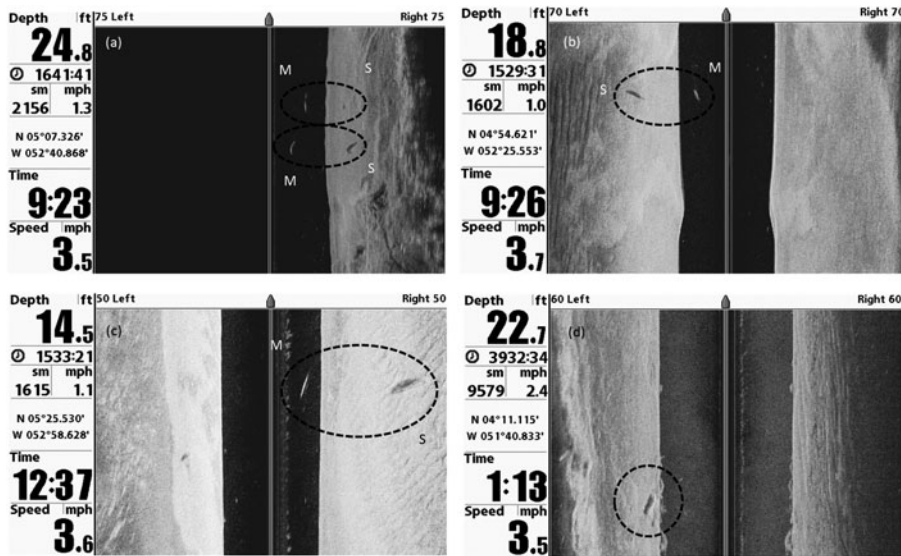 Depth ft
24.8
1641:41
sm mph
2156 1.3
N 05°07.326'
W 052°40.868'
Time
9:23
Speed mph
3.5
75 Left Right 75
(a)
M S
M S
Depth ft
18.8
1529:31
sm mph
1602 1.0
N 04°54.621'
W 052°25.553'
Time
9:26
Speed mph
3.7
70 Left Right 70
(b)
M
S
Depth ft
14.5
1533:21
sm mph
1615 1.1
N 05°25.530'
W 052°58.628'
Time
12:37
Speed mph
3.6
50 Left Right 50
(c)
M
S
Depth ft
22.7
3932:34
sm mph
9579 2.4
N 04°11.115'
W 051°40.833'
Time
1:13
Speed mph
3.5
60 Left Right 60
(d)